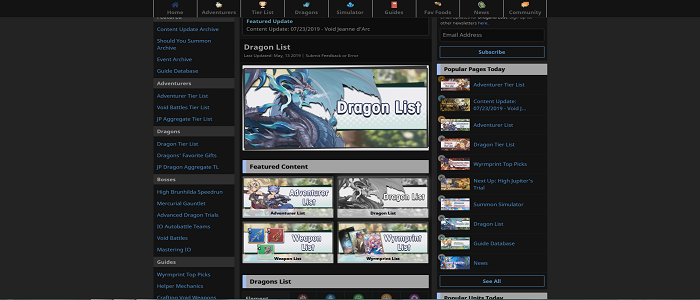 Home
Adventurers
Tier List
Dragons
Simulator
Guides
Fav Foods
News
Community
Content Update Archive
Should You Summon
Archive
Event Archive
Guide Database
Adventurers
Adventurer Tier List
Void Battles Tier List
JP Aggregate Tier List
Dragons
Dragon Tier List
Dragons' Favorite Gifts
JP Dragon Aggregate TL
Bosses
High Brunhilda Speedrun
Mercurial Gauntlet
Advanced Dragon Trials
IO Autobattle Teams
Void Battles
Mastering IO
Guides
Wyrmprint Top Picks
Helper Mechanics
Crafting Void Weapons
Featured Update
Content Update: 07/23/2019 - Void Jeanne d'Arc
Dragon List
Last Updated: May, 15 2019 | Submit Feedback or Error
Dragon List
Featured Content
Adventurer
List
Adventurer List
Dragon
List
Dragon List
Weapon
List
Weapon List
Wyrmprint
List
Wyrmprint List
Dragons List
Element
other newsletters here.
Email Address
Subscribe
Popular Pages Today
Adventurer Tier List
Content Update:
07/23/2019 - Void J...
Adventurer List
Dragon Tier List
Wyrmprint Top Picks
Next Up: High Jupiter's
Trial
Summon Simulator
Dragon List
Guide Database
News
See All
Popular Units Today